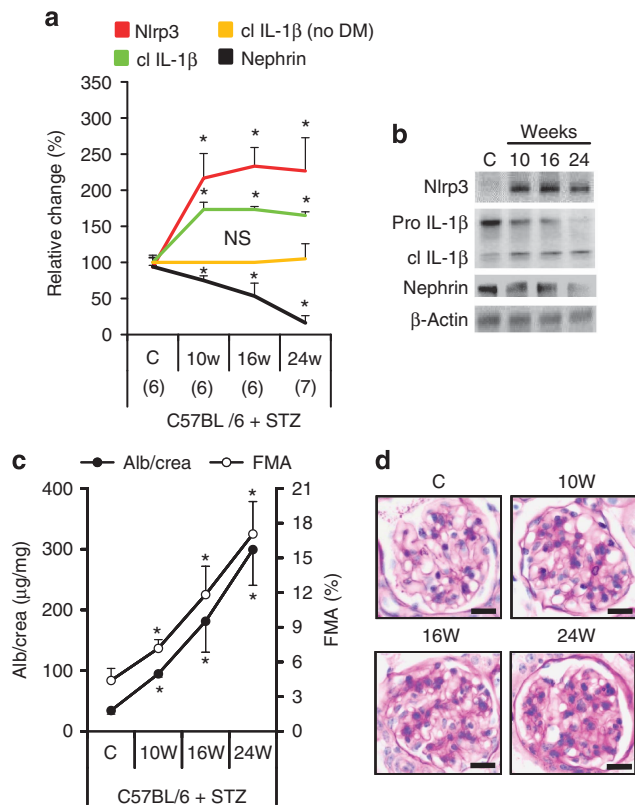 a
Nlrp3
cl IL-1β (no DM)
cl IL-1β
Nephrin
350
300
250
200
150
100
50
0
Relative change (%)
* * *
* * *
NS
* * *
C 10w 16w 24w
(6) (6) (6) (7)
C57BL /6 + STZ
b
Weeks
C 10 16 24
Nlrp3
Pro IL-1β
cl IL-1β
Nephrin
β-Actin
c
Alb/crea
FMA
400
300
200
100
0
Alb/crea (µg/mg)
21
18
15
12
9
6
3
0
FMA (%)
* * *
* * *
C 10W 16W 24W
C57BL/6 + STZ
d
C 10W
16W 24W